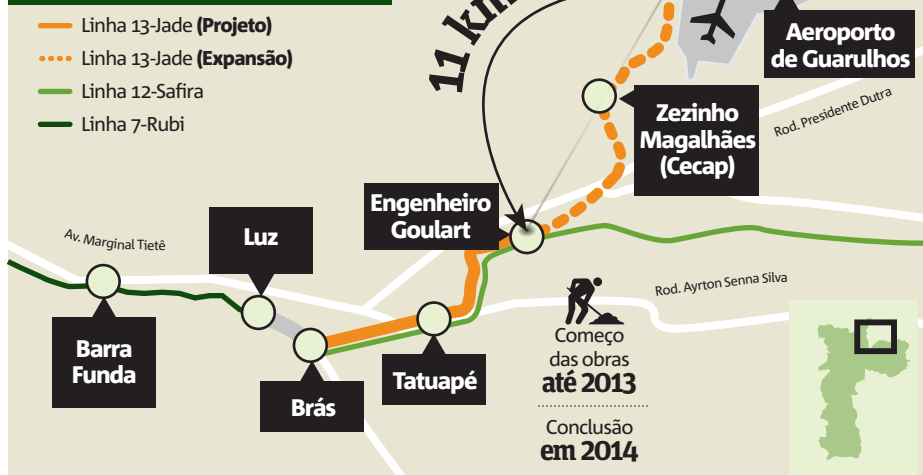 Linha 13-Jade (Projeto)
Linha 13-Jade (Expansão)
Linha 12-Safira
Linha 7-Rubi
11 km
Aeroporto
de Guarulhos
Zezinho
Magalhães
(Cecap)
Rod. Presidente Dutra
Engenheiro
Goulart
Av. Marginal Tietê
Luz
Rod. Ayrton Senna Silva
Barra
Funda
Brás
Tatuapé
Começo
das obras
até 2013
Conclusão
em 2014